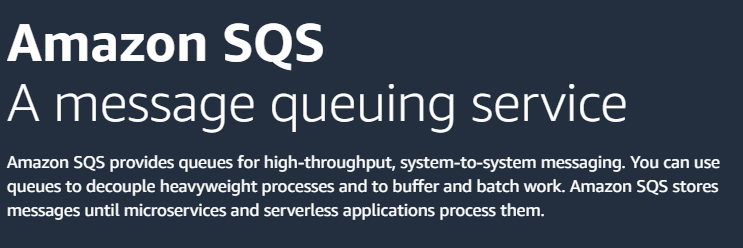 Amazon SQS
A message queuing service
Amazon SQS provides queues for high-throughput, system-to-system messaging. You can use
queues to decouple heavyweight processes and to buffer and batch work. Amazon SQS stores
messages until microservices and serverless applications process them.